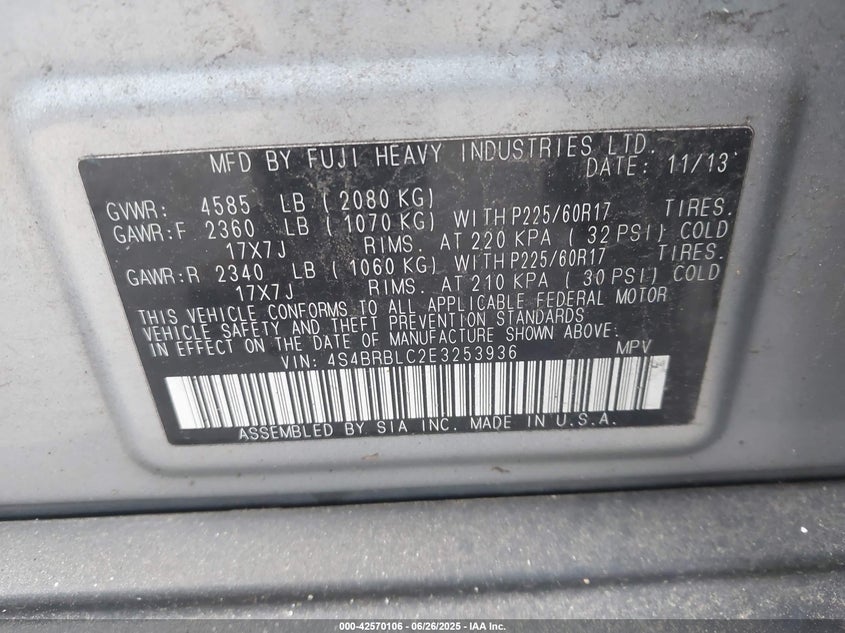 MFD BY FUJI HEAVY INDUSTRIES LTD.
DATE: 11/13
GVWR: 4585 LB ( 2080 KG)
GAWR:F 2360 LB ( 1070 KG) WITH P225/60R17 TIRES.
17X7J RIMS. AT 220 KPA ( 32 PSI) COLD
GAWR:R 2340 LB ( 1060 KG) WITH P225/60R17 TIRES.
17X7J RIMS. AT 210 KPA ( 30 PSI) COLD
THIS VEHICLE CONFORMS TO ALL APPLICABLE FEDERAL MOTOR
VEHICLE SAFETY AND THEFT PREVENTION STANDARDS
IN EFFECT ON THE DATE OF MANUFACTURE SHOWN ABOVE.
VIN: 4S4BRBLC2E3253936 MPV
ASSEMBLED BY SIA INC. MADE IN U.S.A.
000-42570106 - 06/26/2025 - IAA Inc.